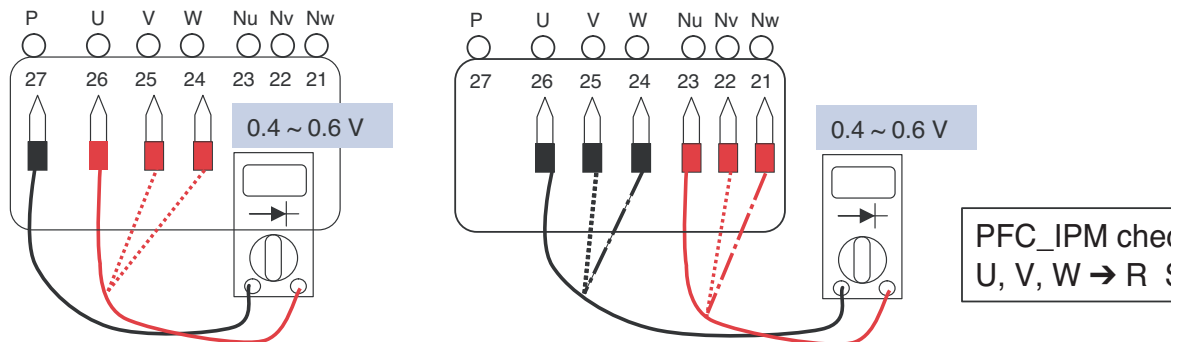 P U V W Nu Nv Nw
27 26 25 24 23 22 21
0.4 ~ 0.6 V
P U V W Nu Nv Nw
27 26 25 24 23 22 21
0.4 ~ 0.6 V
PFC_IPM
U, V, W ➔ R